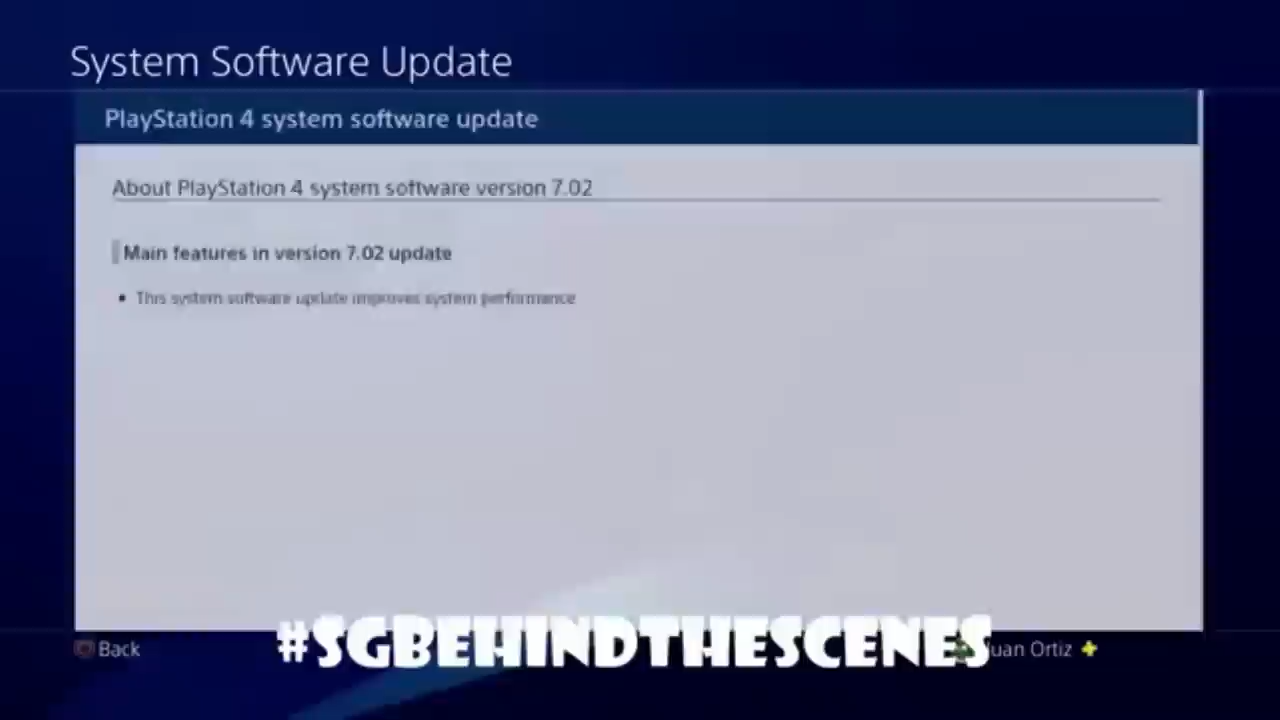 System Software Update
PlayStation 4 system software update
About PlayStation 4 system software version 7.02
Main features in version 7.02 update
• This system software update improves system performance
Back
#SGBEHINDTHESCENES
Ortiz